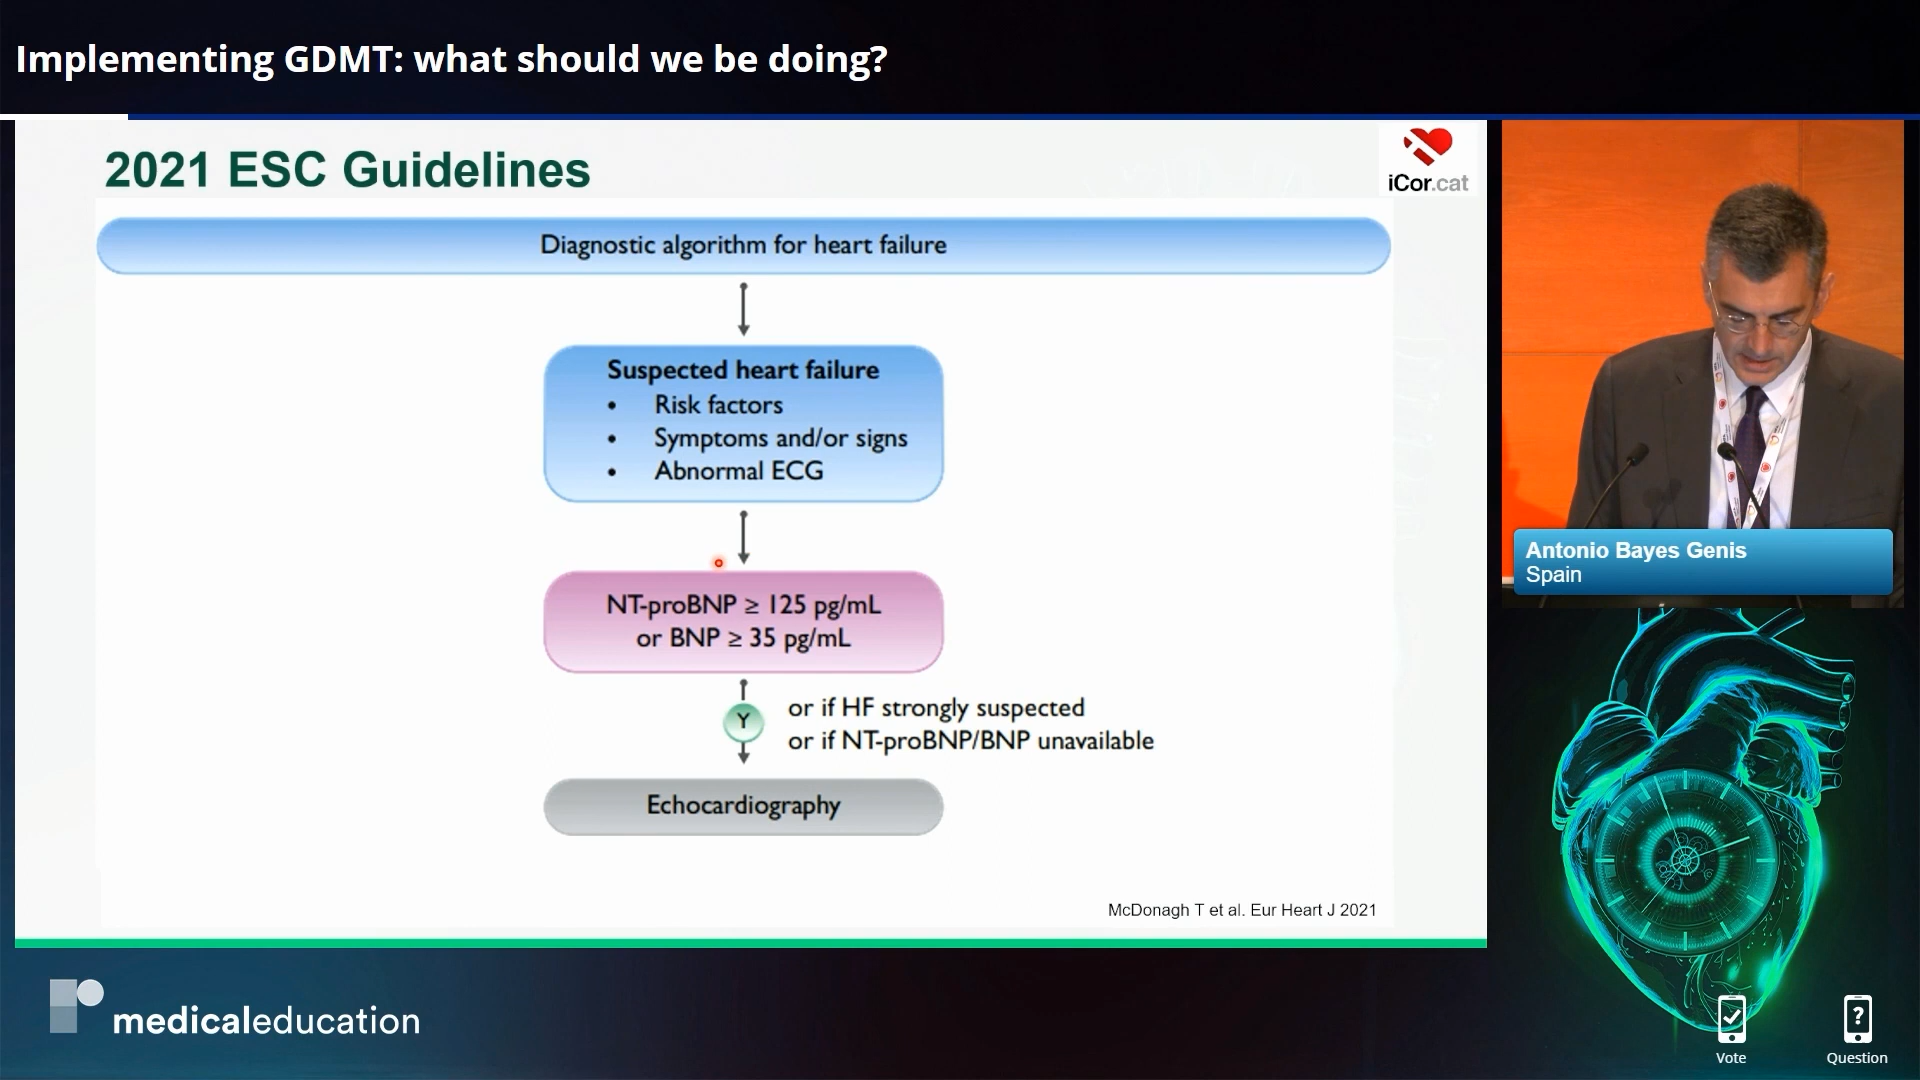 Implementing GDMT: what should we be doing?
2021 ESC Guidelines
iCor.cat
Diagnostic algorithm for heart failure
Suspected heart failure
• Risk factors
• Symptoms and/or signs
• Abnormal ECG
NT-proBNP ≥ 125 pg/mL
or BNP ≥ 35 pg/mL
Y
or if HF strongly suspected
or if NT-proBNP/BNP unavailable
Echocardiography
McDonagh T et al. Eur Heart J 2021
Antonio Bayes Genis
Spain
medicaleducation
Vote
Question